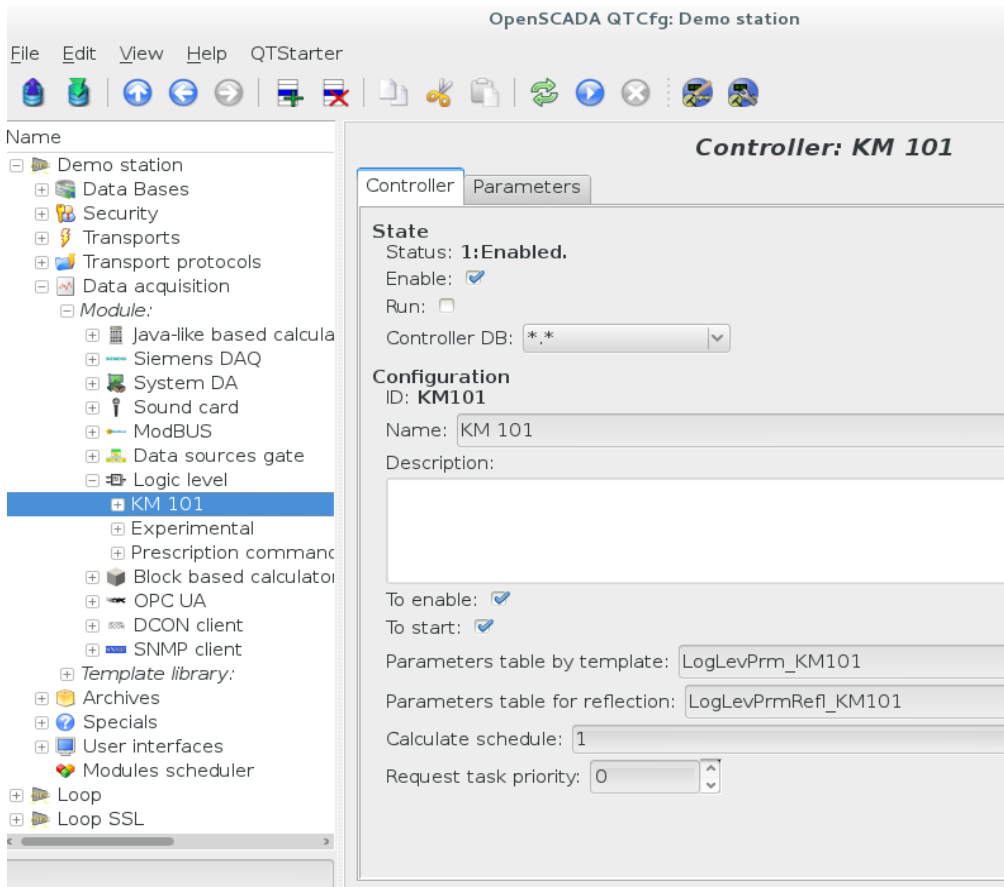 OpenSCADA QTCfg: Demo station
File Edit View Help QTStarter
Name
Demo station
Data Bases
Security
Transports
Transport protocols
Data acquisition
Module:
Java-like based calcula
Siemens DAQ
System DA
Sound card
ModBUS
Data sources gate
Logic level
KM 101
Experimental
Prescription command
Block based calculator
OPC UA
DCON client
SNMP client
Template library:
Archives
Specials
User interfaces
Modules scheduler
Loop
Loop SSL
Controller: KM 101
Controller Parameters
State
Status: 1:Enabled.
Enable:
Run:
Controller DB: *.*
Configuration
ID: KM101
Name: KM 101
Description:
To enable:
To start:
Parameters table by template: LogLevPrm_KM101
Parameters table for reflection: LogLevPrmRefl_KM101
Calculate schedule: 1
Request task priority: 0